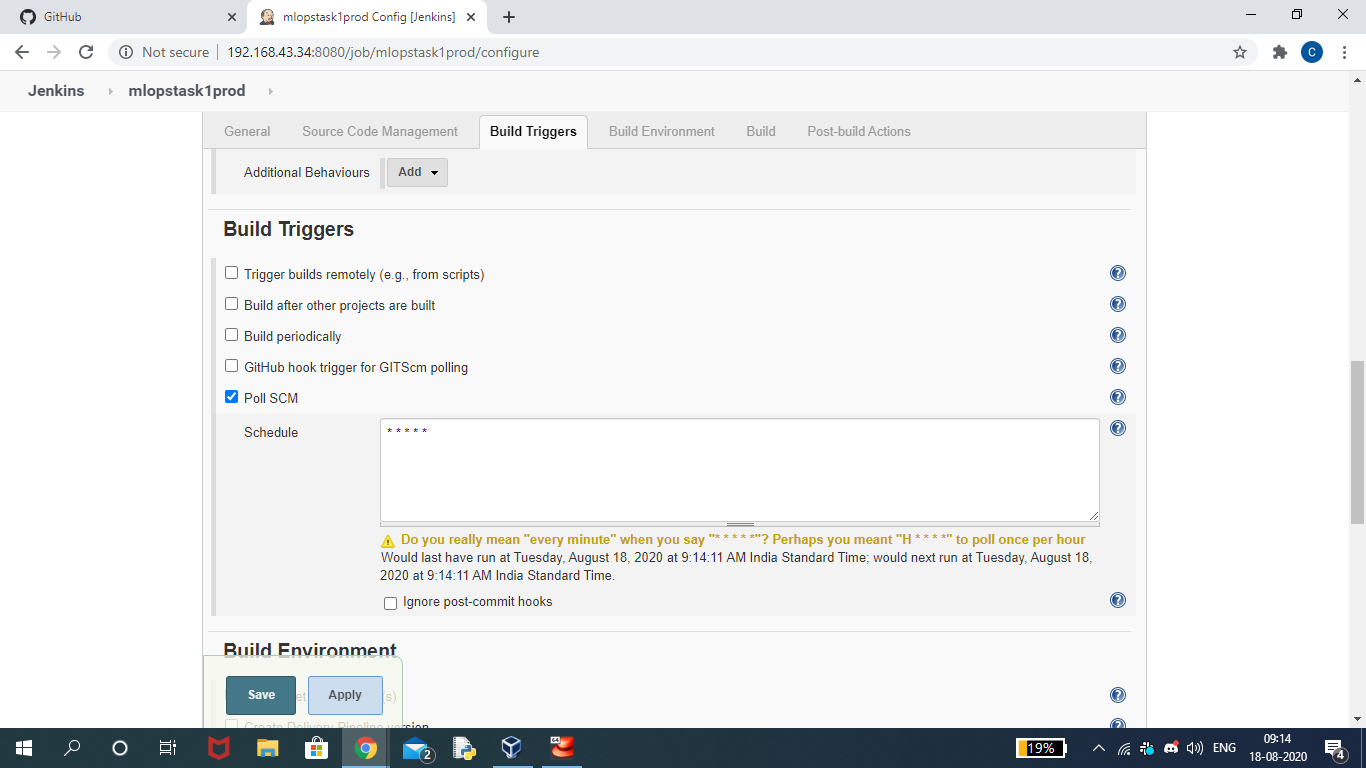 GitHub
mlopstask1prod Config [Jenkins]
Not secure | 192.168.43.34:8080/job/mlopstask1prod/configure
C
Jenkins
mlopstask1prod
General
Source Code Management
Build Triggers
Build Environment
Build
Post-build Actions
Additional Behaviours
Add
Build Triggers
Trigger builds remotely (e.g., from scripts)
Build after other projects are built
Build periodically
GitHub hook trigger for GITScm polling
Poll SCM
Schedule
* * * * *
Do you really mean "every minute" when you say "* * * * *"? Perhaps you meant "H * * * *" to poll once per hour
Would last have run at Tuesday, August 18, 2020 at 9:14:11 AM India Standard Time; would next run at Tuesday, August 18,
2020 at 9:14:11 AM India Standard Time.
Ignore post-commit hooks
Build Environment
Save
Apply
Create Delivery Pipeline version
2
19%
ENG
09:14
18-08-2020
4